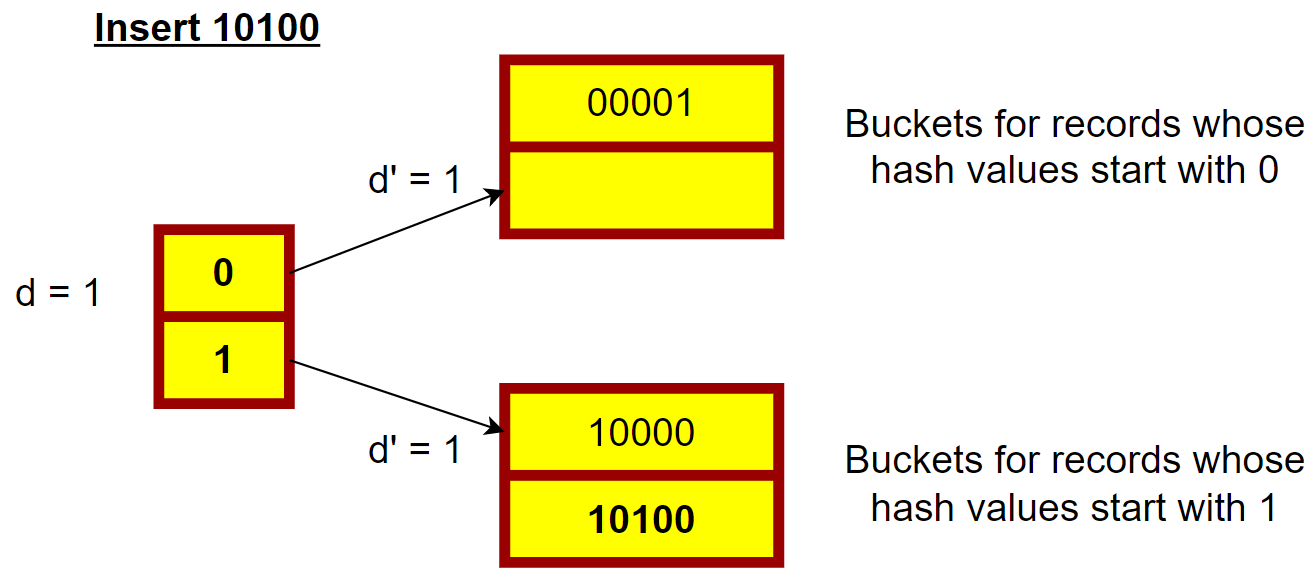 Insert 10100
00001
Buckets for records whose
hash values start with 0
d' = 1
0
d = 1
1
d' = 1
10000
10100
Buckets for records whose
hash values start with 1